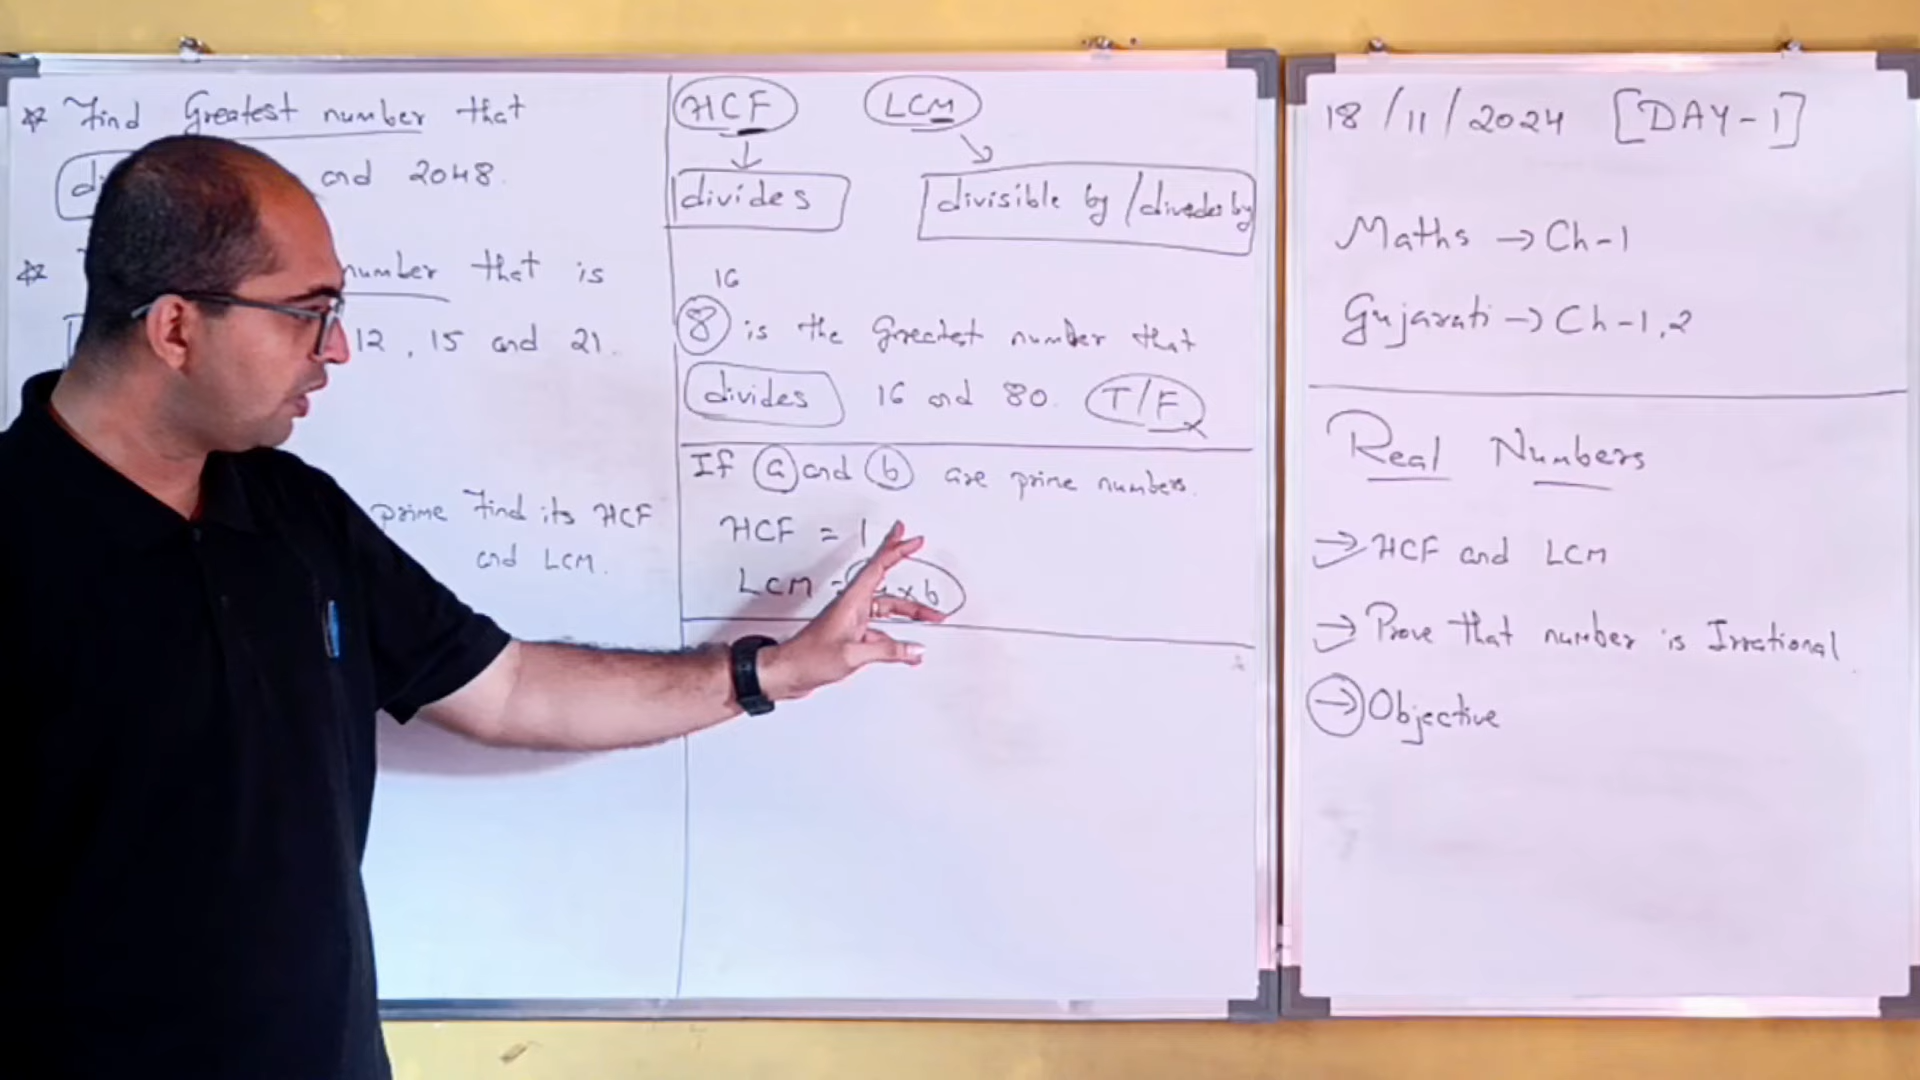 ☆ Find Greatest number that
and 2048.
☆ number that is
12, 15 and 21.
prime find its HCF
and LCM.
HCF LCM
divides divisible by / divedes by
16
8 is the Greatest number that
divides 16 and 80. T/F
If a and b are prime numbers.
HCF = 1
LCM = a×b
18/11/2024 [DAY-1]
Maths → Ch-1
Gujarati → Ch-1,2
Real Numbers
→ HCF and LCM
→ Prove that number is Irrational
→ Objective